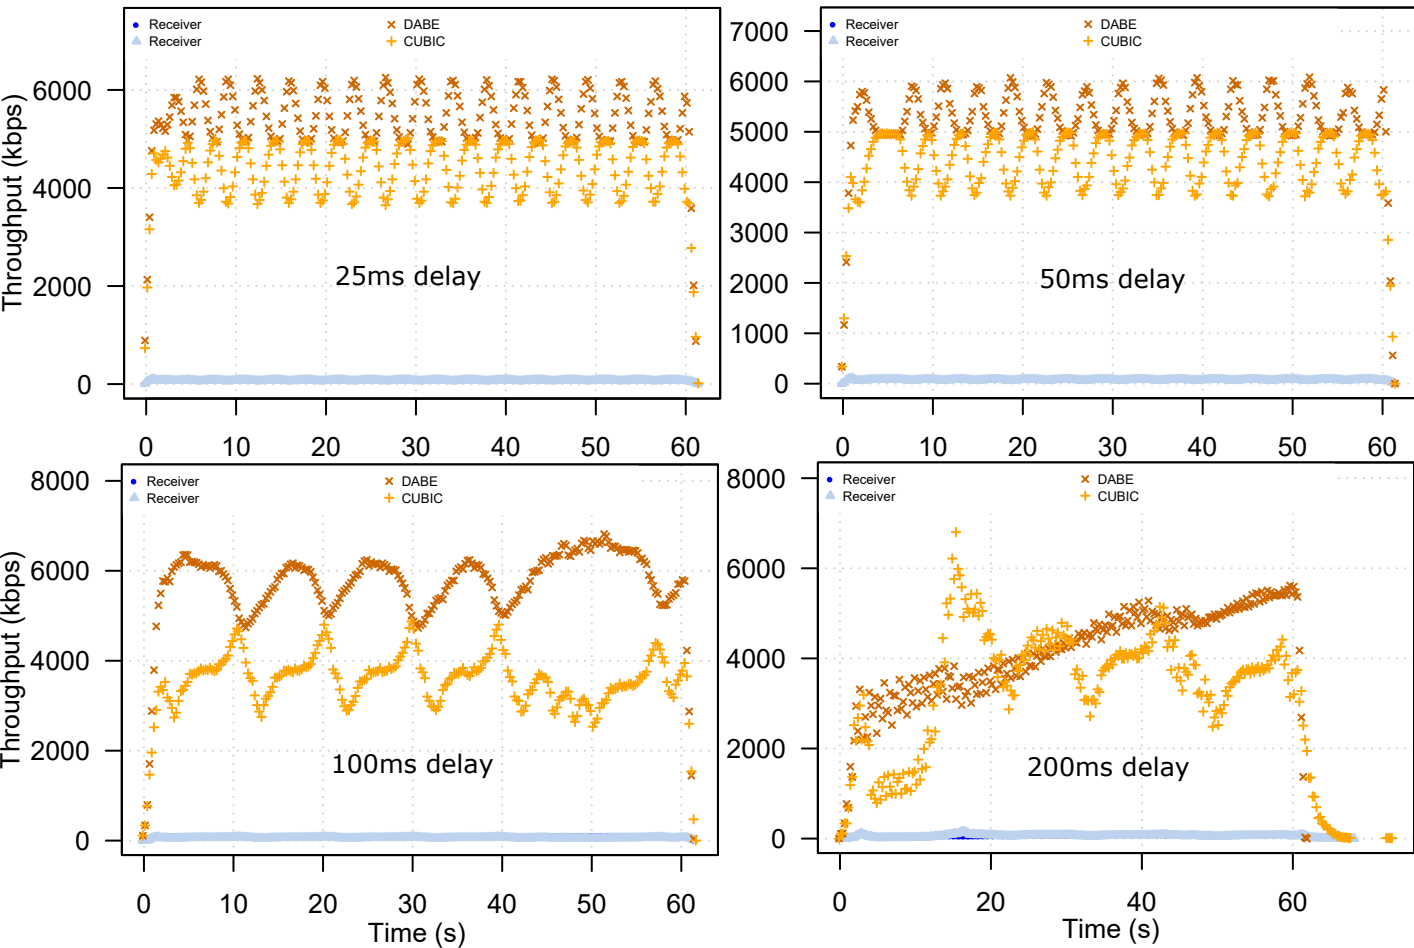 Receiver
Receiver
DABE
CUBIC
Throughput (kbps)
6000
4000
2000
0
25ms delay
0 10 20 30 40 50 60
Receiver
Receiver
DABE
CUBIC
7000
6000
5000
4000
3000
2000
1000
0
50ms delay
0 10 20 30 40 50 60
Receiver
Receiver
DABE
CUBIC
Throughput (kbps)
8000
6000
4000
2000
0
100ms delay
0 10 20 30 40 50 60
Time (s)
Receiver
Receiver
DABE
CUBIC
8000
6000
4000
2000
0
200ms delay
0 20 40 60
Time (s)